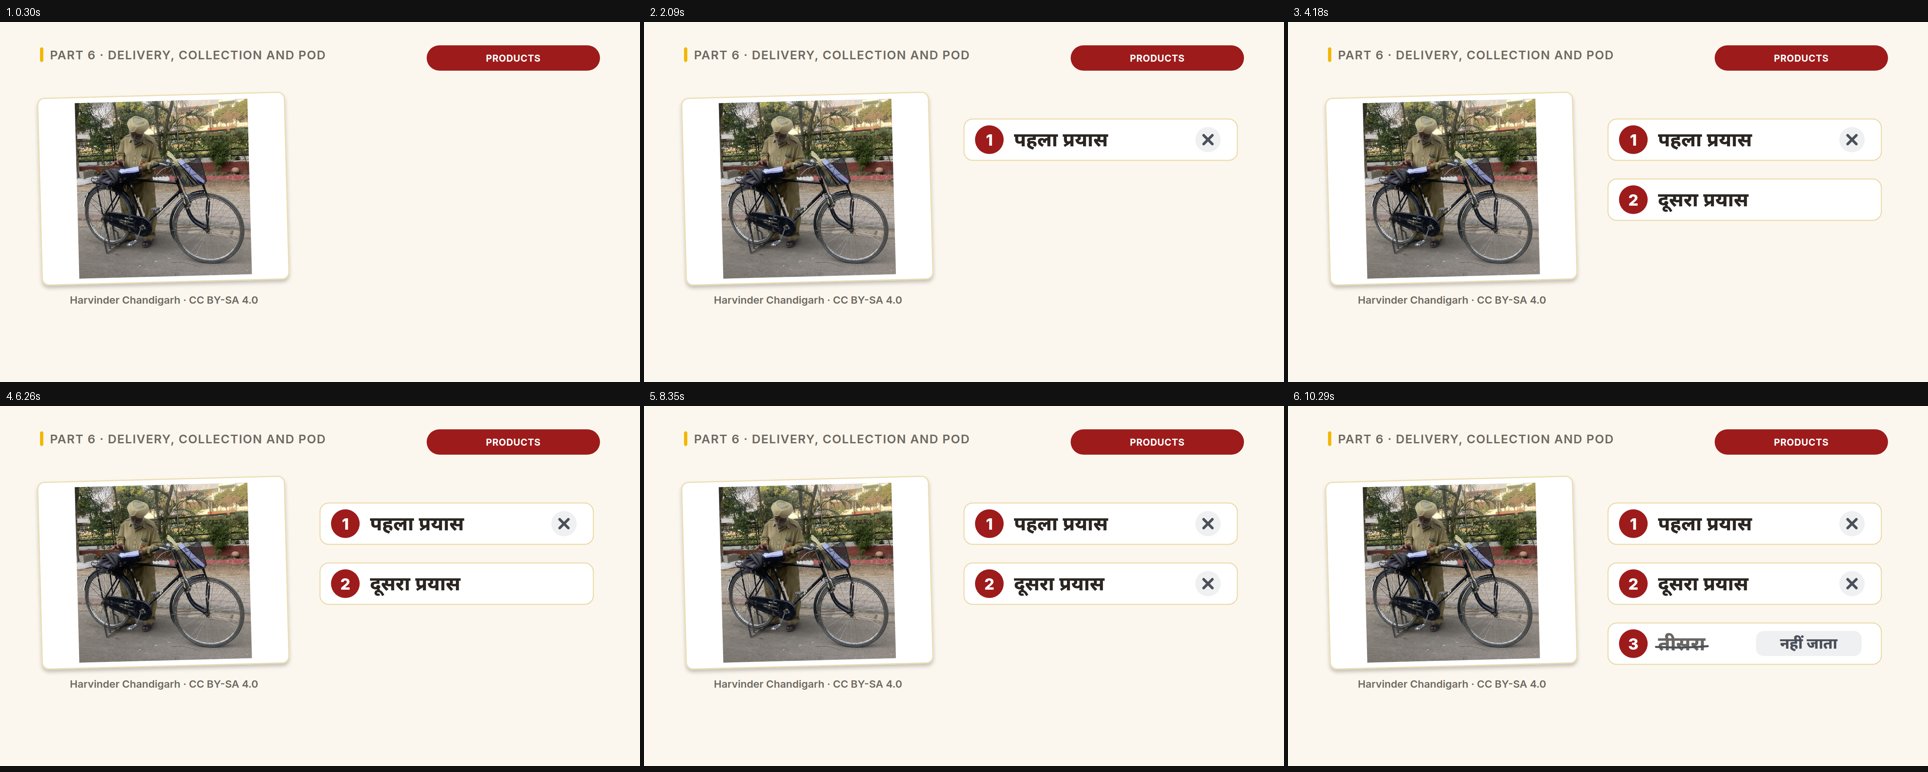 1. 0.30s
PART 6 · DELIVERY, COLLECTION AND POD
PRODUCTS
Harvinder Chandigarh · CC BY-SA 4.0
2. 2.09s
PART 6 · DELIVERY, COLLECTION AND POD
PRODUCTS
1 पहला प्रयास ✕
Harvinder Chandigarh · CC BY-SA 4.0
3. 4.18s
PART 6 · DELIVERY, COLLECTION AND POD
PRODUCTS
1 पहला प्रयास ✕
2 दूसरा प्रयास
Harvinder Chandigarh · CC BY-SA 4.0
4. 6.26s
PART 6 · DELIVERY, COLLECTION AND POD
PRODUCTS
1 पहला प्रयास ✕
2 दूसरा प्रयास
Harvinder Chandigarh · CC BY-SA 4.0
5. 8.35s
PART 6 · DELIVERY, COLLECTION AND POD
PRODUCTS
1 पहला प्रयास ✕
2 दूसरा प्रयास ✕
Harvinder Chandigarh · CC BY-SA 4.0
6. 10.29s
PART 6 · DELIVERY, COLLECTION AND POD
PRODUCTS
1 पहला प्रयास ✕
2 दूसरा प्रयास ✕
3 तीसरा नहीं जाता
Harvinder Chandigarh · CC BY-SA 4.0